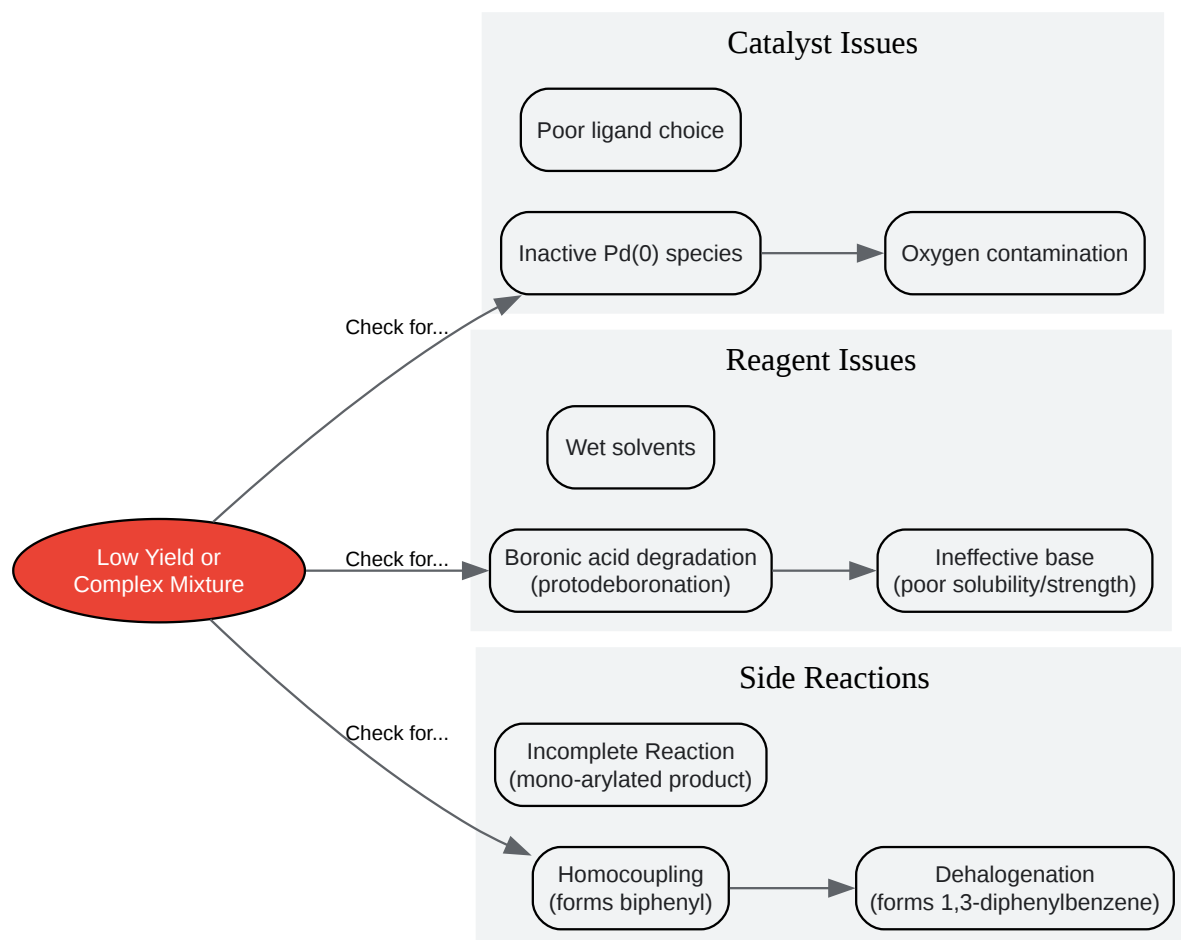 Catalyst Issues
Poor ligand choice
Inactive Pd(0) species
Oxygen contamination
Check for...
Reagent Issues
Wet solvents
Low Yield or
Complex Mixture
Check for...
Boronic acid degradation
(protodeboronation)
Ineffective base
(poor solubility/strength)
Side Reactions
Check for...
Incomplete Reaction
(mono-arylated product)
Homocoupling
(forms biphenyl)
Dehalogenation
(forms 1,3-diphenylbenzene)